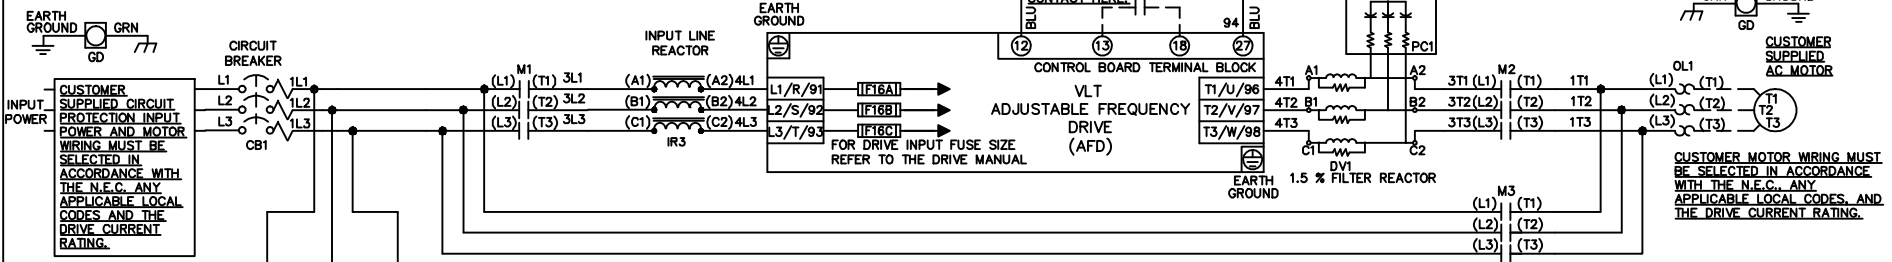 EARTH
GROUND
GRN
GD
CIRCUIT
BREAKER
L1
L2
L3
1L1
1L2
1L3
CB1
INPUT
POWER
CUSTOMER
SUPPLIED CIRCUIT
PROTECTION INPUT
POWER AND MOTOR
WIRING MUST BE
SELECTED IN
ACCORDANCE WITH
THE N.E.C. ANY
APPLICABLE LOCAL
CODES AND THE
DRIVE CURRENT
RATING.
M1
(L1) (T1) 3L1
(L2) (T2) 3L2
(L3) (T3) 3L3
INPUT LINE
REACTOR
(A1) (A2) 4L1
(B1) (B2) 4L2
(C1) (C2) 4L3
IR3
EARTH
GROUND
L1/R/91
L2/S/92
L3/T/93
F16A
F16B
F16C
FOR DRIVE INPUT FUSE SIZE
REFER TO THE DRIVE MANUAL
BLU
94
BLU
12
13
18
27
CONTROL BOARD TERMINAL BLOCK
VLT
ADJUSTABLE FREQUENCY
DRIVE
(AFD)
T1/U/96
T2/V/97
T3/W/98
EARTH
GROUND
4T1
4T2
4T3
A1
B1
C1
A2
B2
C2
PC1
DV1
1.5 % FILTER REACTOR
M2
3T1 (L1) (T1) 1T1
3T2 (L2) (T2) 1T2
3T3 (L3) (T3) 1T3
M3
(L1) (T1)
(L2) (T2)
(L3) (T3)
GD
CUSTOMER
SUPPLIED
AC MOTOR
OL1
(L1) (T1)
(L2) (T2)
(L3) (T3)
T1
T2
T3
CUSTOMER MOTOR WIRING MUST
BE SELECTED IN ACCORDANCE
WITH THE N.E.C., ANY
APPLICABLE LOCAL CODES, AND
THE DRIVE CURRENT RATING.